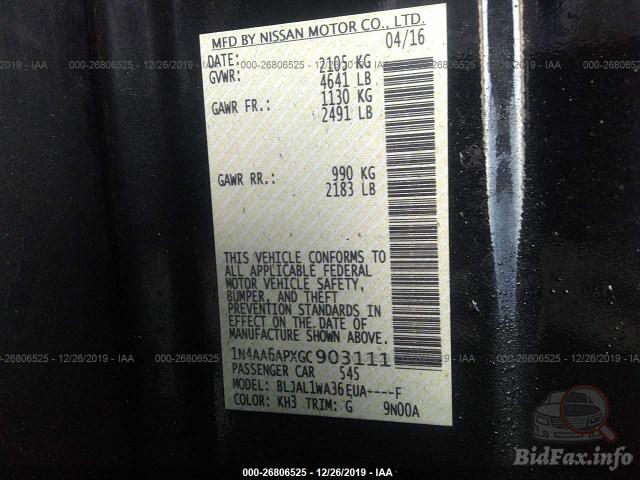 MFD BY NISSAN MOTOR CO., LTD.
DATE: 04/16
GVWR: 2105 KG
4641 LB
GAWR FR.: 1130 KG
2491 LB
GAWR RR.: 990 KG
2183 LB
THIS VEHICLE CONFORMS TO
ALL APPLICABLE FEDERAL
MOTOR VEHICLE SAFETY,
BUMPER, AND THEFT
PREVENTION STANDARDS IN
EFFECT ON THE DATE OF
MANUFACTURE SHOWN ABOVE.
1N4AA6APXGC903111
PASSENGER CAR 545
MODEL: BLJAL1WA36EUA----F
COLOR: KH3 TRIM: G 9N00A
000-26806525 - 12/26/2019 - IAA
BidFax.info